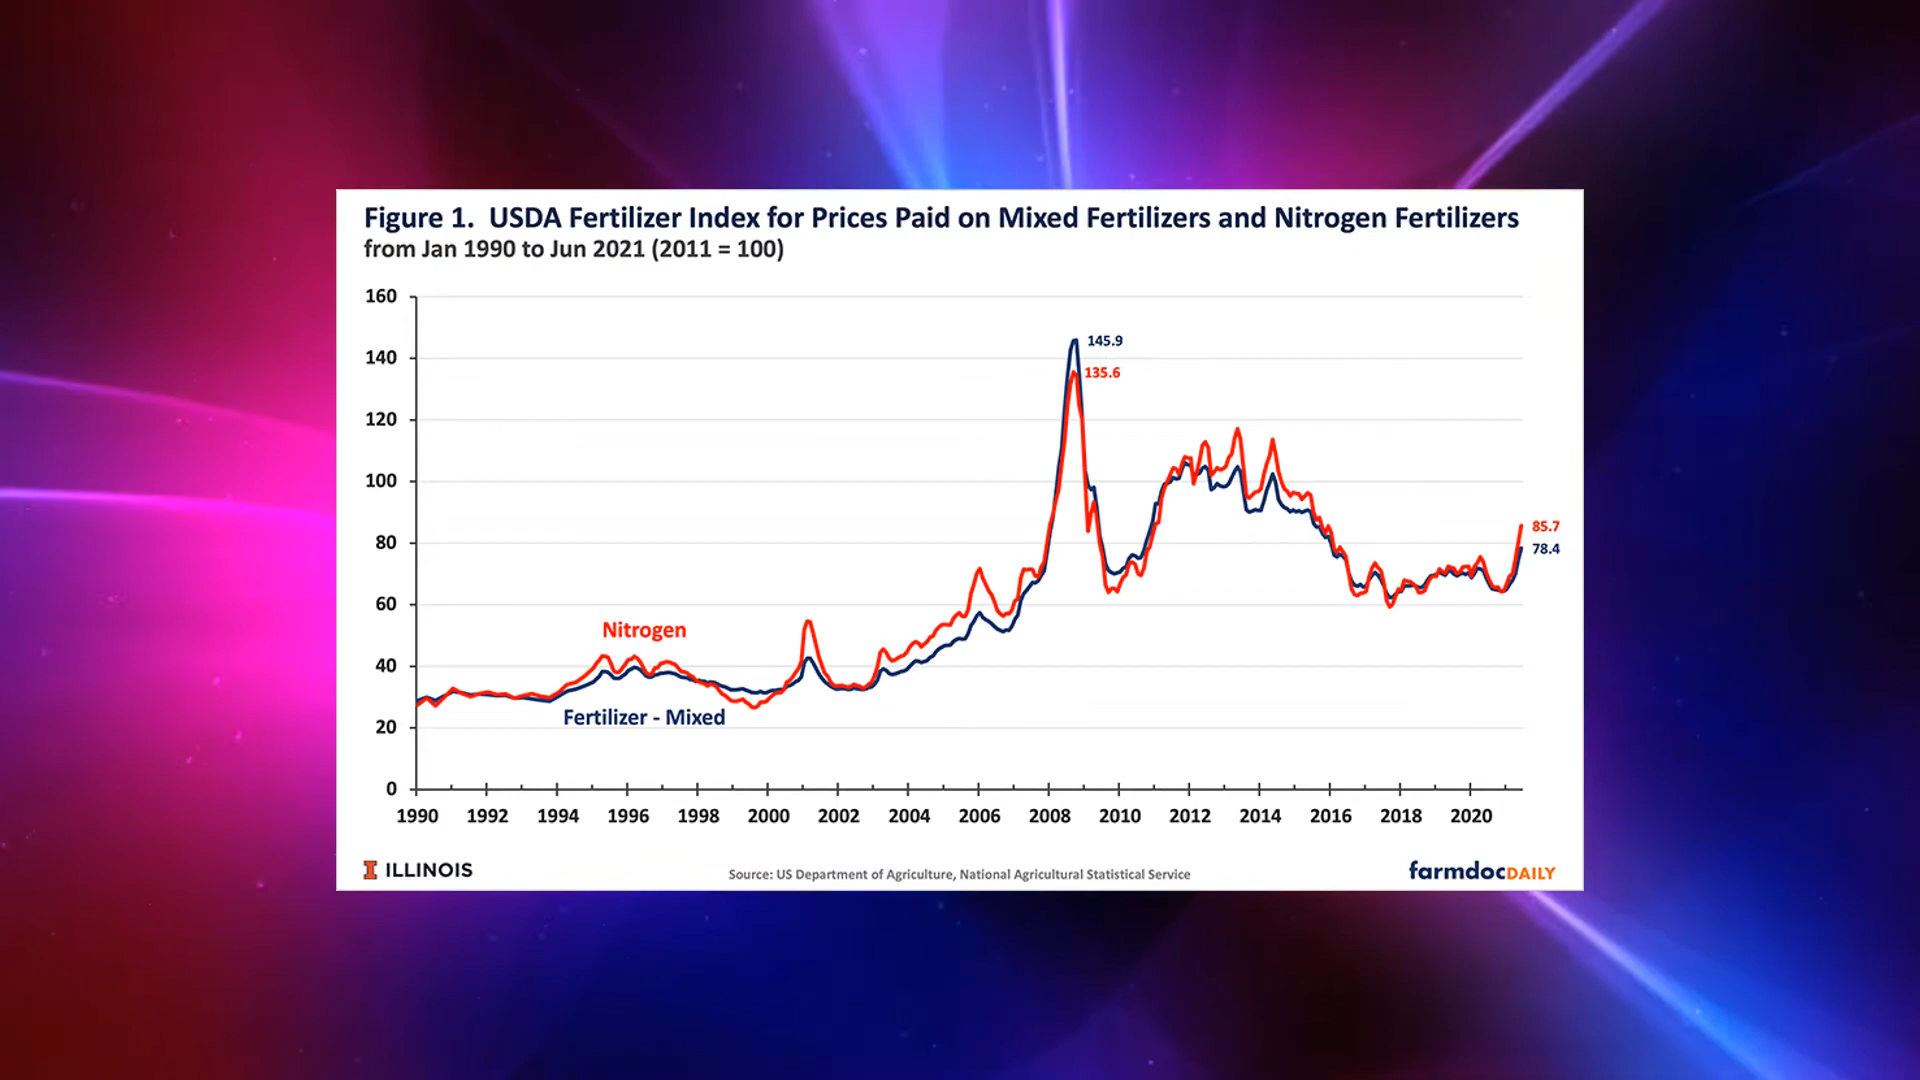 Figure 1.  USDA Fertilizer Index for Prices Paid on Mixed Fertilizers and Nitrogen Fertilizers
from Jan 1990 to Jun 2021 (2011 = 100)
160
140
120
100
80
60
40
20
0
145.9
135.6
85.7
78.4
Nitrogen
Fertilizer - Mixed
1990 1992 1994 1996 1998 2000 2002 2004 2006 2008 2010 2012 2014 2016 2018 2020
I ILLINOIS
Source: US Department of Agriculture, National Agricultural Statistical Service
farmdocDAILY